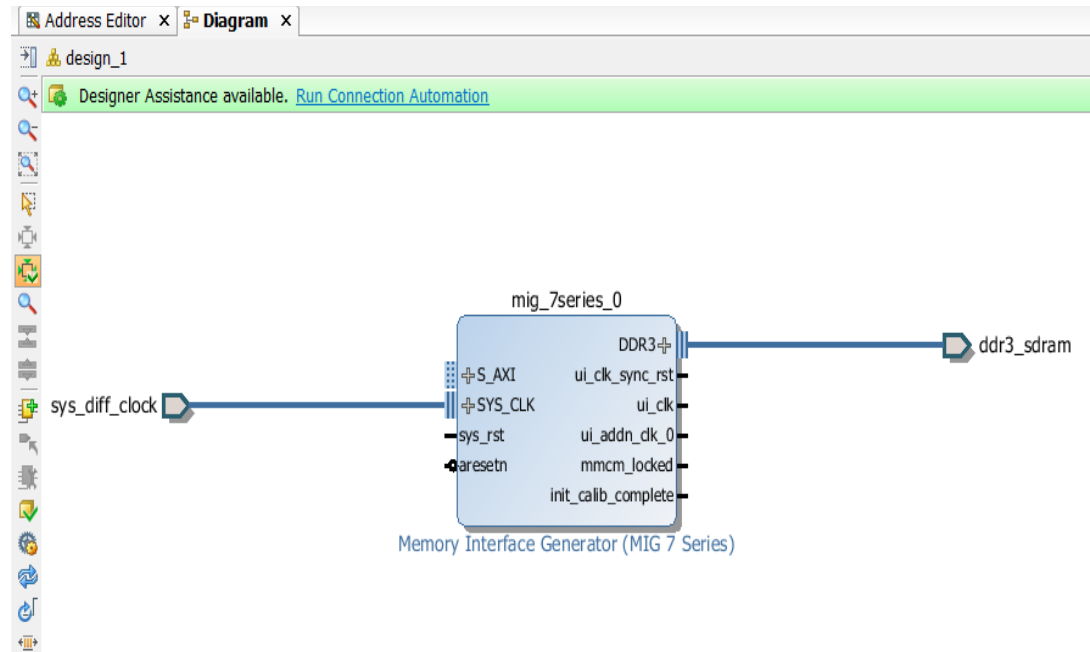 Address Editor × Diagram ×
design_1
Designer Assistance available. Run Connection Automation
mig_7series_0
DDR3
ddr3_sdram
S_AXI ui_clk_sync_rst
sys_diff_clock SYS_CLK ui_clk
sys_rst ui_addn_clk_0
aresetn mmcm_locked
init_calib_complete
Memory Interface Generator (MIG 7 Series)